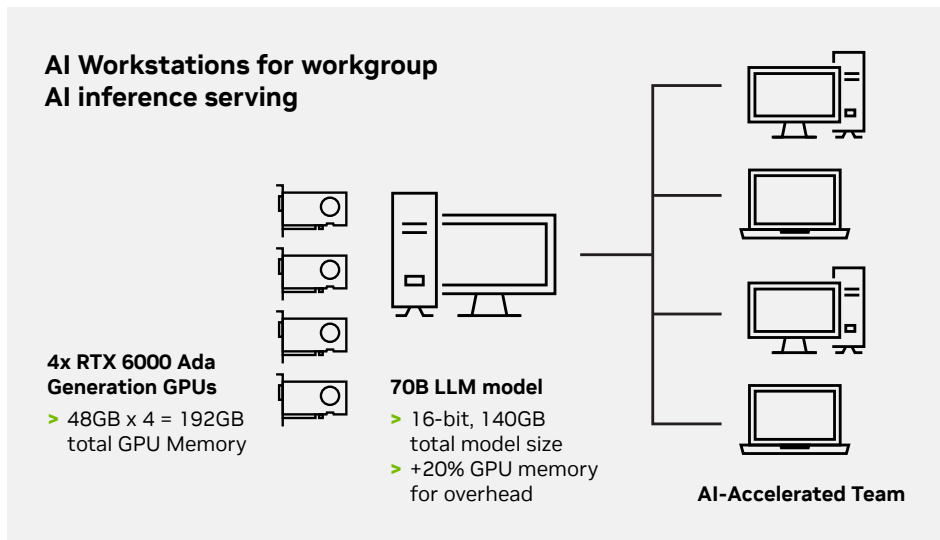 AI Workstations for workgroup
AI inference serving
4x RTX 6000 Ada
Generation GPUs
> 48GB x 4 = 192GB
total GPU Memory
70B LLM model
> 16-bit, 140GB
total model size
> +20% GPU memory
for overhead
AI-Accelerated Team